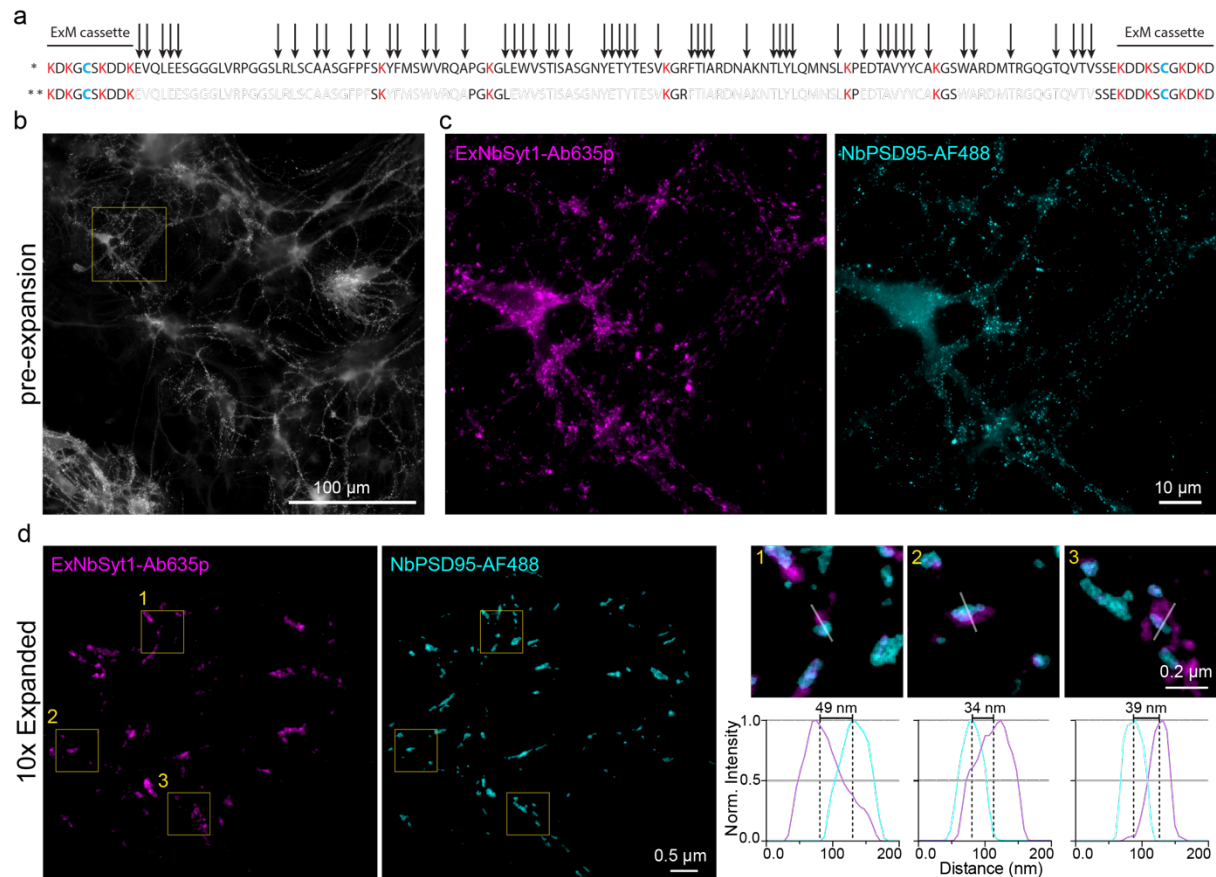 a
ExM cassette
ExM cassette
* KDKGCSKDDKEVQLEESGGGLVRPGGSLRLSCAASGFPFSKYFMSWVRQAPGKGLEWVSTISASGNYETYTESVKGRFTIARDNAKNTLYLQMNSLKPEDTAVYYCAKGSWARDMTRGQGTQVTVSSEKDDKSCGKDKD
** KDKGCSKDDKEVQLEESGGGLVRPGGSLRLSCAASGFPFSKYFMSWVRQAPGKGLEWVSTISASGNYETYTESVKGRFTIARDNAKNTLYLQMNSLKPEDTAVYYCAKGSWARDMTRGQGTQVTVSSEKDDKSCGKDKD
b
c
pre-expansion
100 µm
ExNbSyt1-Ab635p
NbPSD95-AF488
10 µm
d
10x Expanded
ExNbSyt1-Ab635p
1
2
3
NbPSD95-AF488
0.5 µm
1
2
3
0.2 µm
49 nm
34 nm
39 nm
Norm. Intensity
1.0
0.5
0.0
0.0 100 200
0.0 100 200
0.0 100 200
Distance (nm)